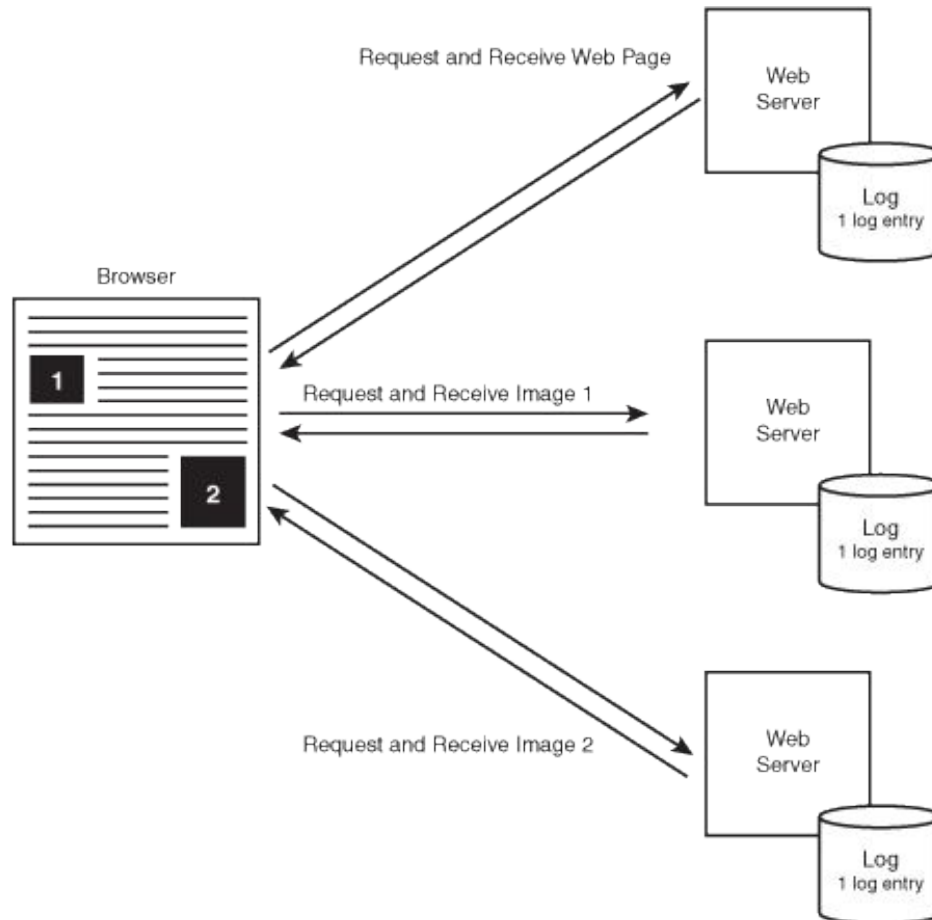 Request and Receive Web Page
Web
Server
Log
1 log entry
Browser
1
2
Request and Receive Image 1
Web
Server
Log
1 log entry
Request and Receive Image 2
Web
Server
Log
1 log entry